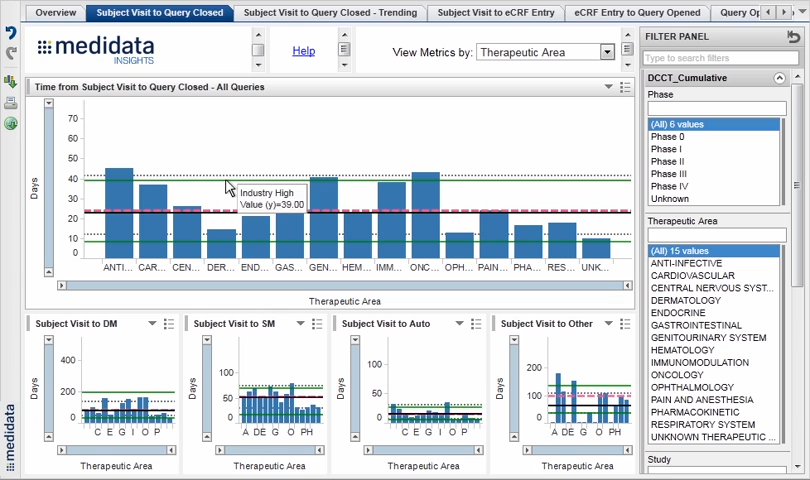 Overview
Subject Visit to Query Closed
Subject Visit to Query Closed - Trending
Subject Visit to eCRF Entry
eCRF Entry to Query Opened
Query Op
medidata
INSIGHTS
Help
View Metrics by:
Therapeutic Area
FILTER PANEL
Type to search filters
DCCT_Cumulative
Phase
(All) 6 values
Phase 0
Phase I
Phase II
Phase III
Phase IV
Unknown
Therapeutic Area
(All) 15 values
ANTI-INFECTIVE
CARDIOVASCULAR
CENTRAL NERVOUS SYST...
DERMATOLOGY
ENDOCRINE
GASTROINTESTINAL
GENITOURINARY SYSTEM
HEMATOLOGY
IMMUNOMODULATION
ONCOLOGY
OPHTHALMOLOGY
PAIN AND ANESTHESIA
PHARMACOKINETIC
RESPIRATORY SYSTEM
UNKNOWN THERAPEUTIC ...
Study
Time from Subject Visit to Query Closed - All Queries
Days
70
60
50
40
30
20
10
0
Industry High
Value (y)=39.00
ANTI... CAR... CEN... DER... END... GAS... GEN... HEM... IMM... ONC... OPH... PAIN... PHA... RES... UNK...
Therapeutic Area
Subject Visit to DM
Days
400
200
0
C E G I O P
Therapeutic Area
Subject Visit to SM
Days
100
50
0
A DE G O PH
Therapeutic Area
Subject Visit to Auto
Days
100
50
0
C E G I O P
Therapeutic Area
Subject Visit to Other
Days
200
100
0
A DE G O PH
Therapeutic Area
medidata